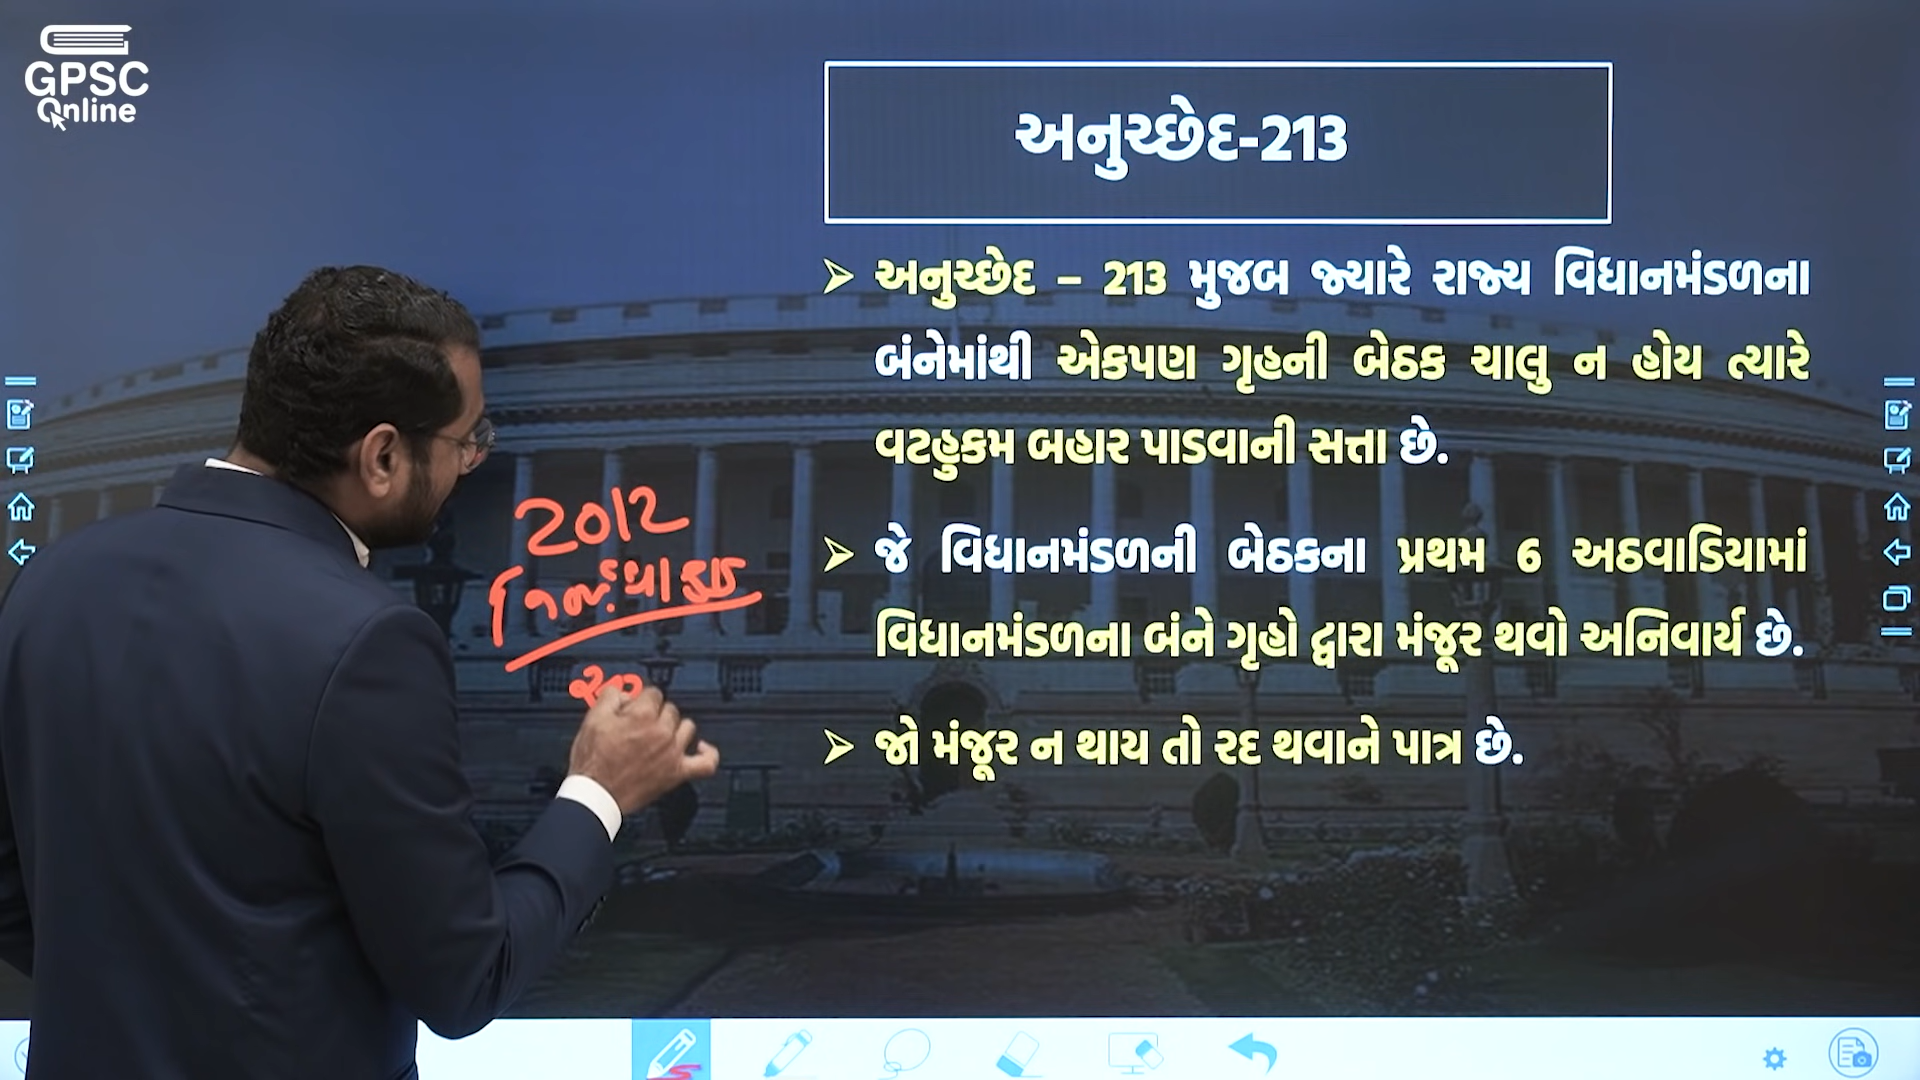 GPSC
Online
અનુચ્છેદ-213
અનુચ્છેદ – 213 મુજબ જ્યારે રાજ્ય વિધાનમંડળના
બંનેમાંથી એકપણ ગૃહની બેઠક ચાલુ ન હોય ત્યારે
વટહુકમ બહાર પાડવાની સત્તા છે.
જે વિધાનમંડળની બેઠકના પ્રથમ 6 અઠવાડિયામાં
વિધાનમંડળના બંને ગૃહો દ્વારા મંજૂર થવો અનિવાર્ય છે.
જો મંજૂર ન થાય તો રદ થવાને પાત્ર છે.
2012